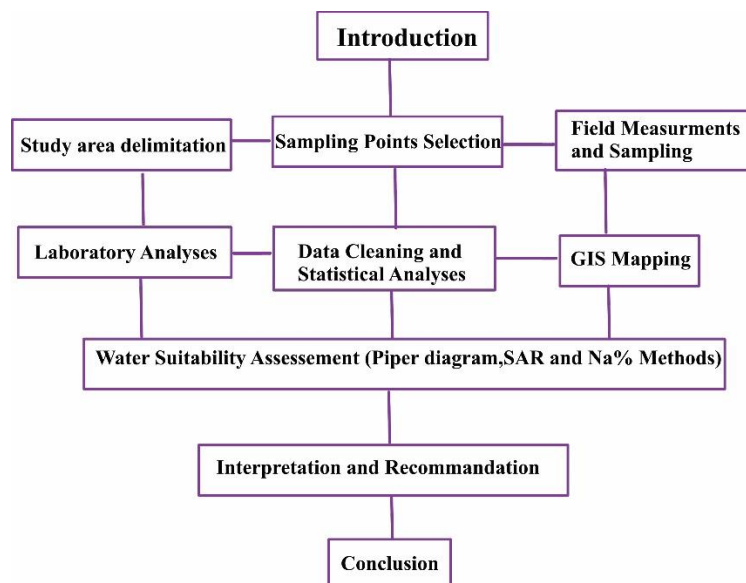 Introduction
Study area delimitation
Sampling Points Selection
Field Measurments
and Sampling
Laboratory Analyses
Data Cleaning and
Statistical Analyses
GIS Mapping
Water Suitability Assessement (Piper diagram,SAR and Na% Methods)
Interpretation and Recommandation
Conclusion